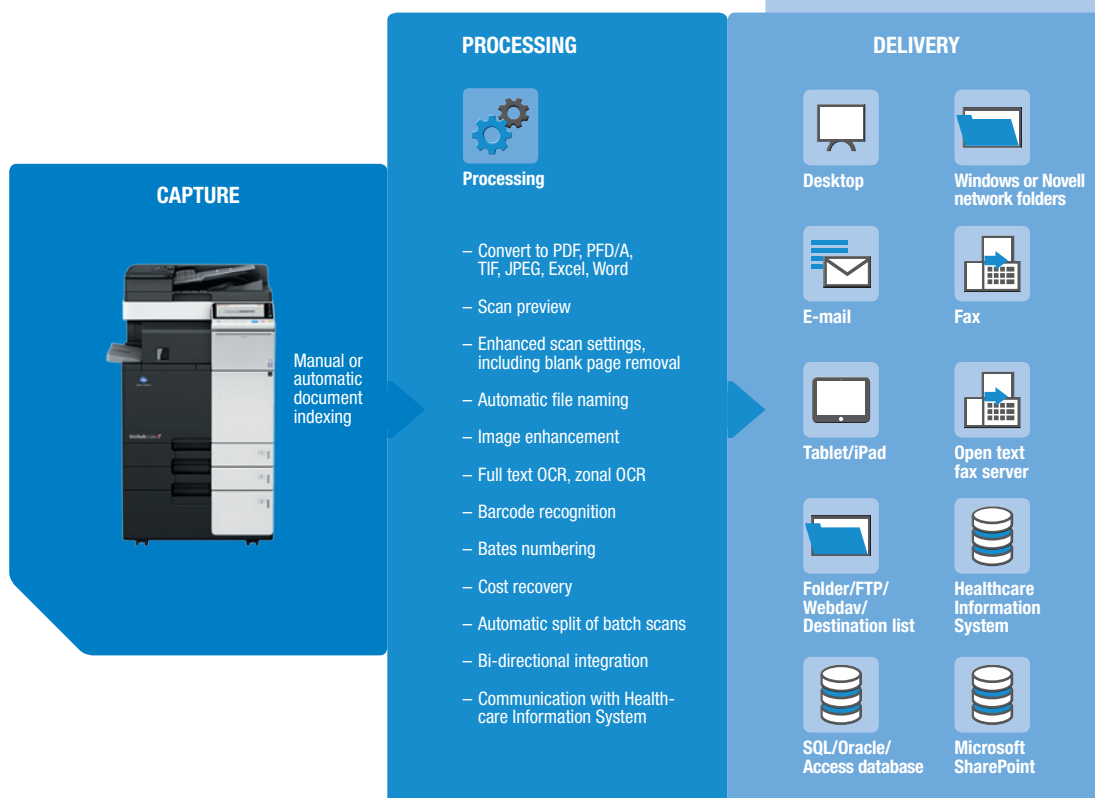 CAPTURE
Manual or
automatic
document
indexing
PROCESSING
Processing
– Convert to PDF, PFD/A,
TIF, JPEG, Excel, Word
– Scan preview
– Enhanced scan settings,
including blank page removal
– Automatic file naming
– Image enhancement
– Full text OCR, zonal OCR
– Barcode recognition
– Bates numbering
– Cost recovery
– Automatic split of batch scans
– Bi-directional integration
– Communication with Health-
care Information System
DELIVERY
Desktop
Windows or Novell
network folders
E-mail
Fax
Tablet/iPad
Open text
fax server
Folder/FTP/
Webdav/
Destination list
Healthcare
Information
System
SQL/Oracle/
Access database
Microsoft
SharePoint